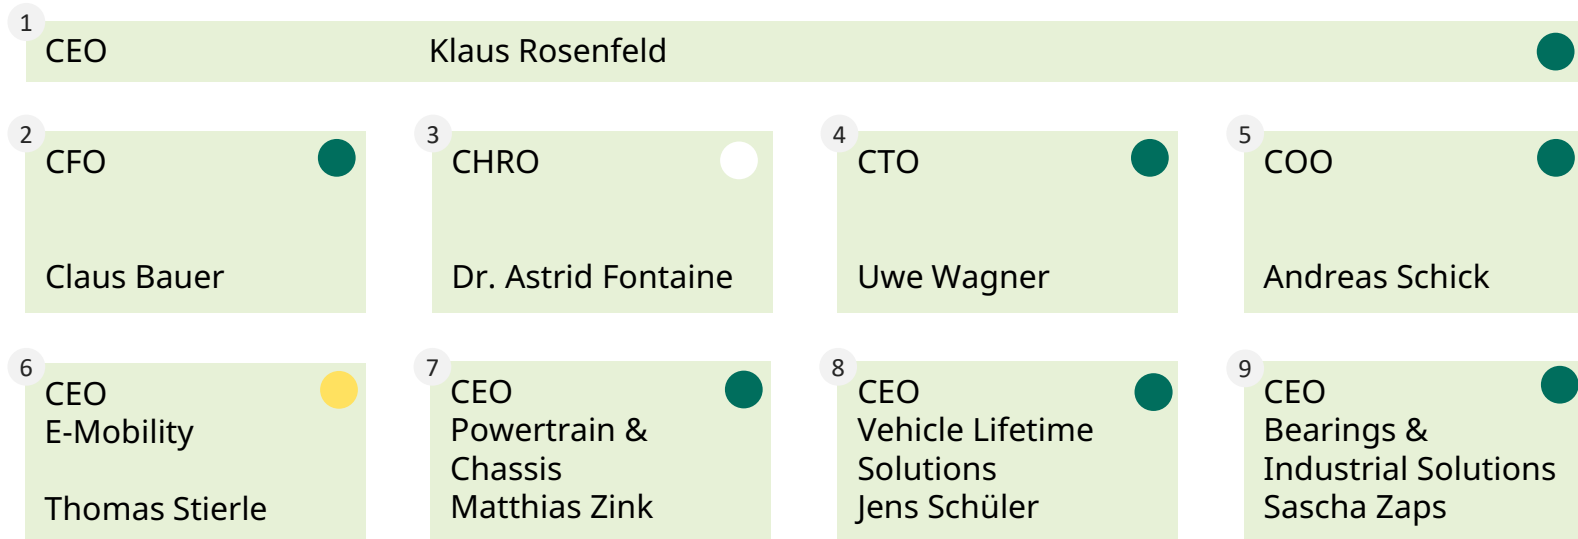 1
CEO Klaus Rosenfeld
2
CFO
Claus Bauer
3
CHRO
Dr. Astrid Fontaine
4
CTO
Uwe Wagner
5
COO
Andreas Schick
6
CEO
E-Mobility
Thomas Stierle
7
CEO
Powertrain &
Chassis
Matthias Zink
8
CEO
Vehicle Lifetime
Solutions
Jens Schüler
9
CEO
Bearings &
Industrial Solutions
Sascha Zaps